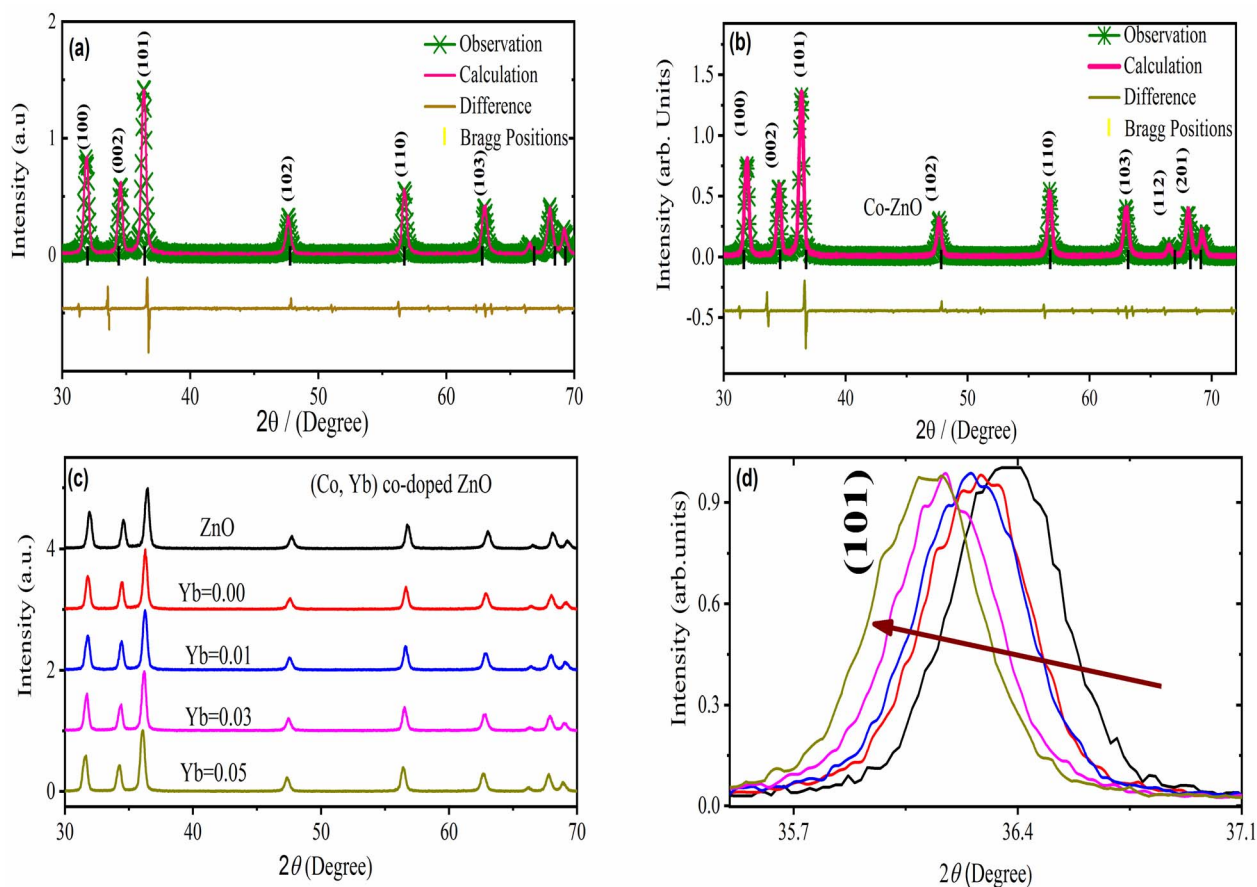 (a)
Observation
Calculation
Difference
Bragg Positions
(100)
(002)
(101)
(102)
(110)
(103)
2
1
0
Intensity (a.u)
30
40
50
60
70
2θ / (Degree)
(b)
Observation
Calculation
Difference
Bragg Positions
(100)
(002)
(101)
Co-ZnO
(102)
(110)
(103)
(112)
(201)
1.5
1.0
0.5
0.0
-0.5
Intensity (arb. Units)
30
40
50
60
70
2θ / (Degree)
(c)
(Co, Yb) co-doped ZnO
ZnO
Yb=0.00
Yb=0.01
Yb=0.03
Yb=0.05
4
2
0
Intensity (a.u.)
30
40
50
60
70
2θ (Degree)
(d)
(101)
0.9
0.6
0.3
0.0
Intensity (arb.units)
35.7
36.4
37.1
2θ (Degree)